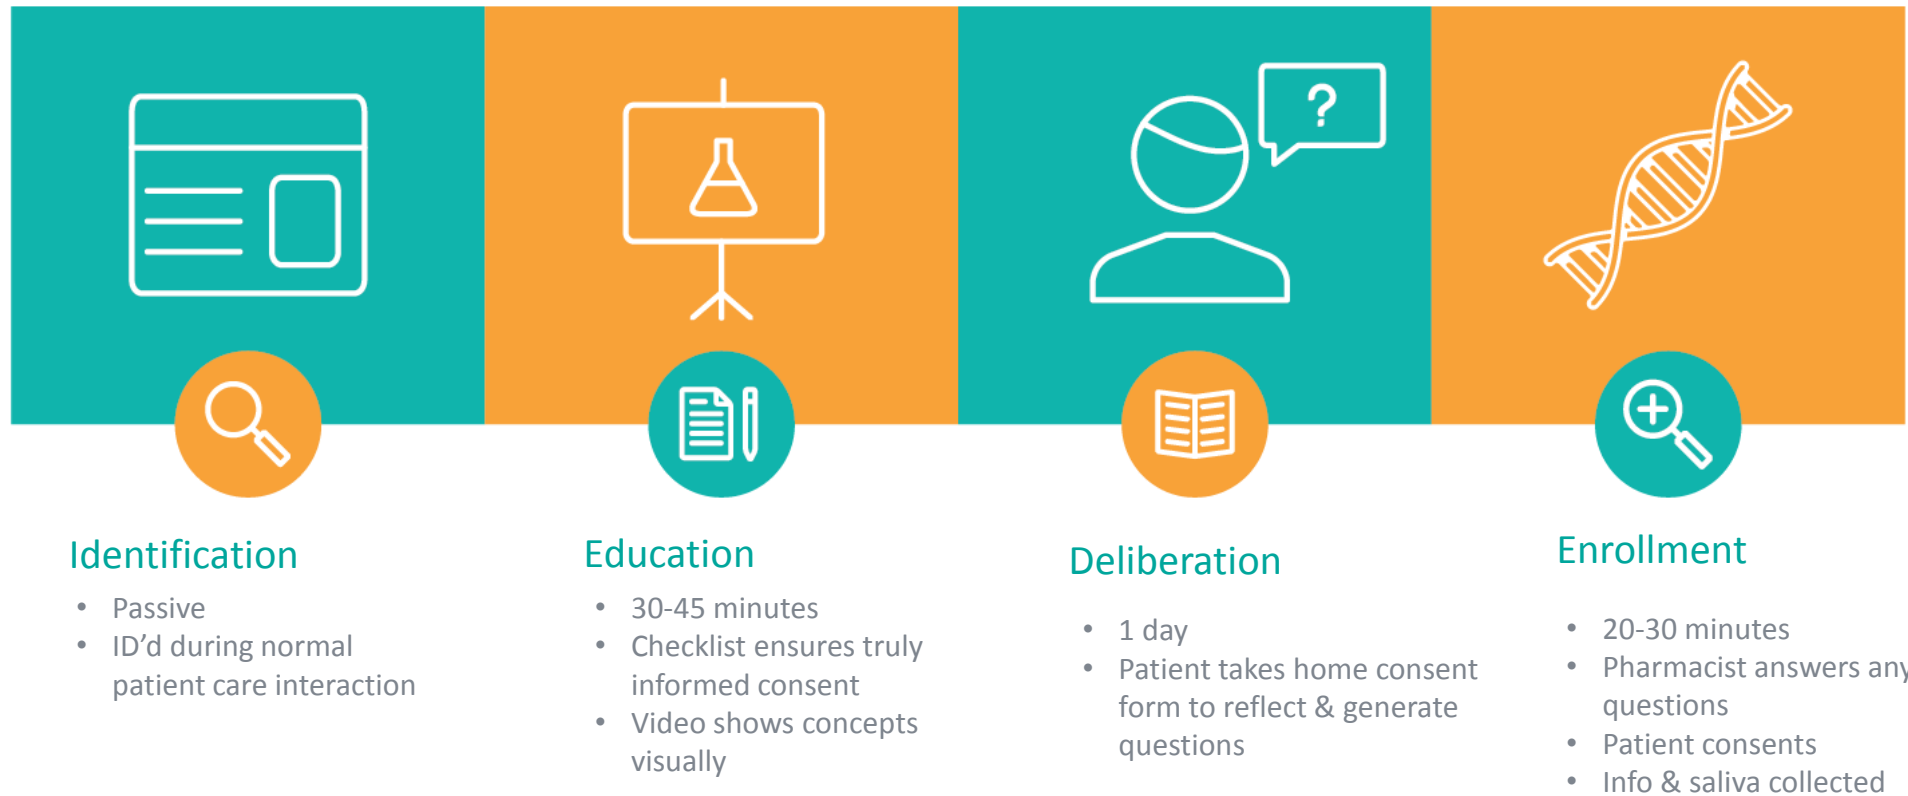 ?
Identification
• Passive
• ID'd during normal
patient care interaction
Education
• 30-45 minutes
• Checklist ensures truly
informed consent
• Video shows concepts
visually
Deliberation
• 1 day
• Patient takes home consent
form to reflect & generate
questions
Enrollment
• 20-30 minutes
• Pharmacist answers any
questions
• Patient consents
• Info & saliva collected